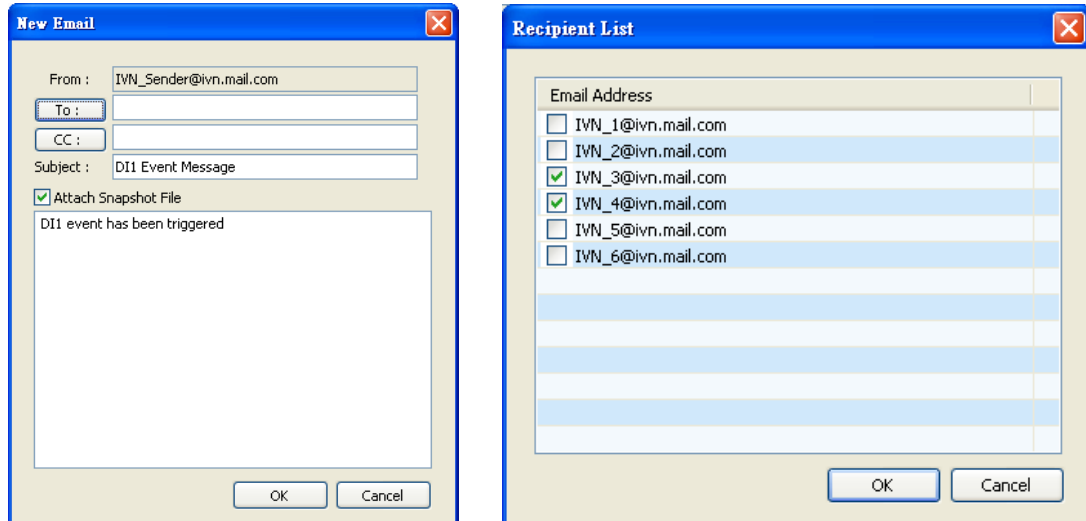 New Email
From : IVN_Sender@ivn.mail.com
To :
CC :
Subject : DI1 Event Message
Attach Snapshot File
DI1 event has been triggered
OK Cancel
Recipient List
Email Address
IVN_1@ivn.mail.com
IVN_2@ivn.mail.com
IVN_3@ivn.mail.com
IVN_4@ivn.mail.com
IVN_5@ivn.mail.com
IVN_6@ivn.mail.com
OK Cancel